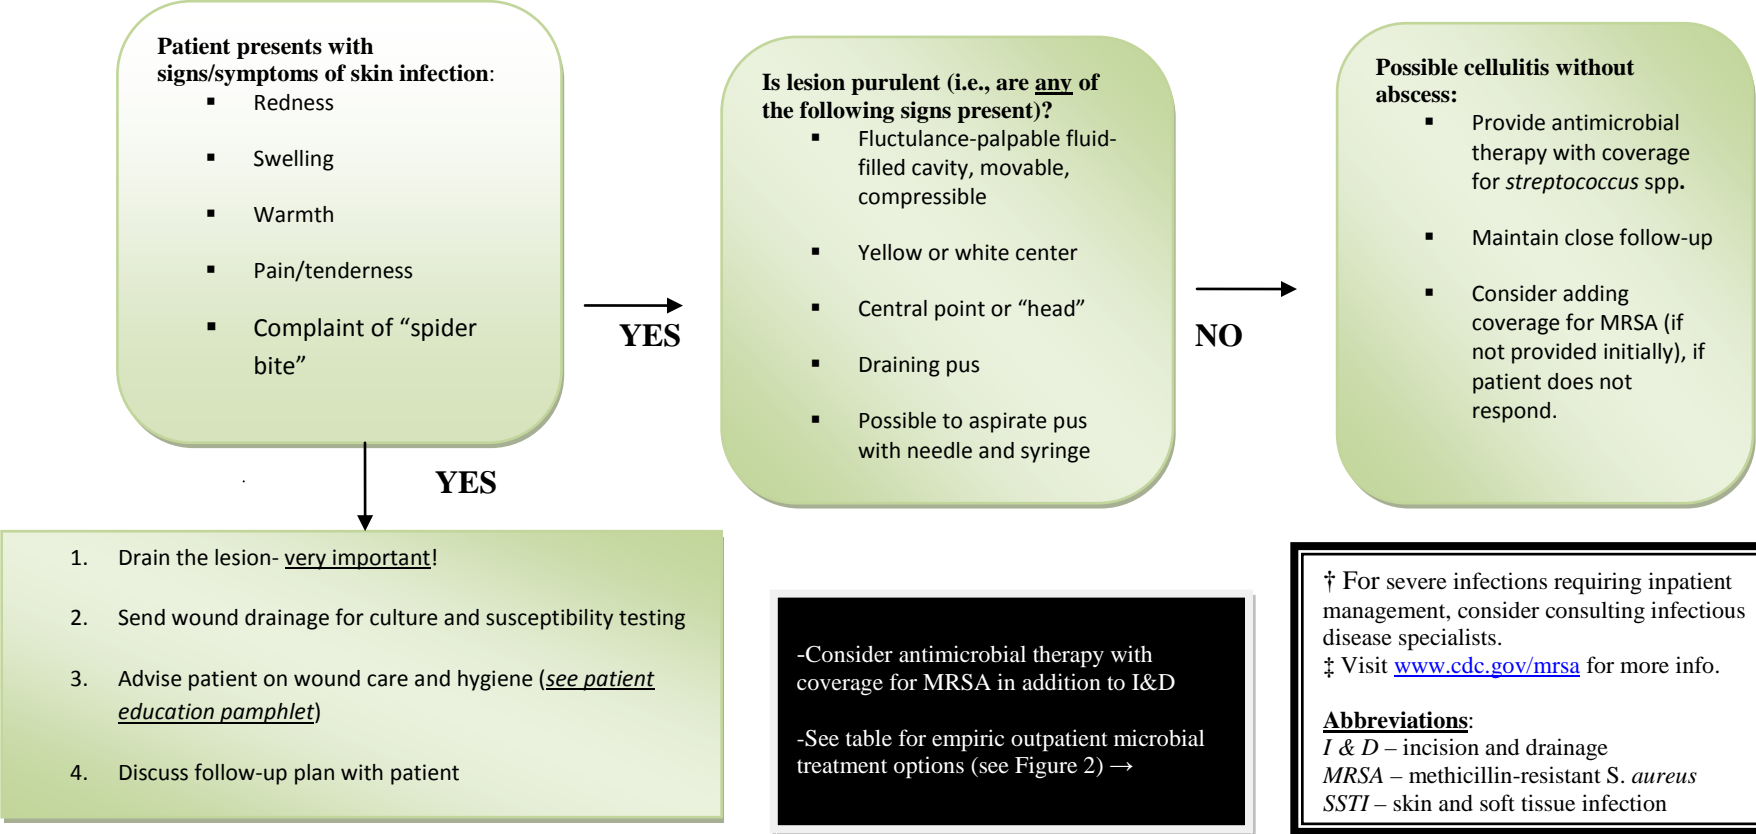 Patient presents with
signs/symptoms of skin infection:
▪ Redness
▪ Swelling
▪ Warmth
▪ Pain/tenderness
▪ Complaint of “spider
bite”
YES
Is lesion purulent (i.e., are any of
the following signs present)?
▪ Fluctulance-palpable fluid-
filled cavity, movable,
compressible
▪ Yellow or white center
▪ Central point or “head”
▪ Draining pus
▪ Possible to aspirate pus
with needle and syringe
NO
Possible cellulitis without
abscess:
▪ Provide antimicrobial
therapy with coverage
for streptococcus spp.
▪ Maintain close follow-up
▪ Consider adding
coverage for MRSA (if
not provided initially), if
patient does not
respond.
YES
1. Drain the lesion- very important!
2. Send wound drainage for culture and susceptibility testing
3. Advise patient on wound care and hygiene (see patient
education pamphlet)
4. Discuss follow-up plan with patient
-Consider antimicrobial therapy with
coverage for MRSA in addition to I&D
-See table for empiric outpatient microbial
treatment options (see Figure 2) →
† For severe infections requiring inpatient
management, consider consulting infectious
disease specialists.
‡ Visit www.cdc.gov/mrsa for more info.
Abbreviations:
I & D – incision and drainage
MRSA – methicillin-resistant S. aureus
SSTI – skin and soft tissue infection